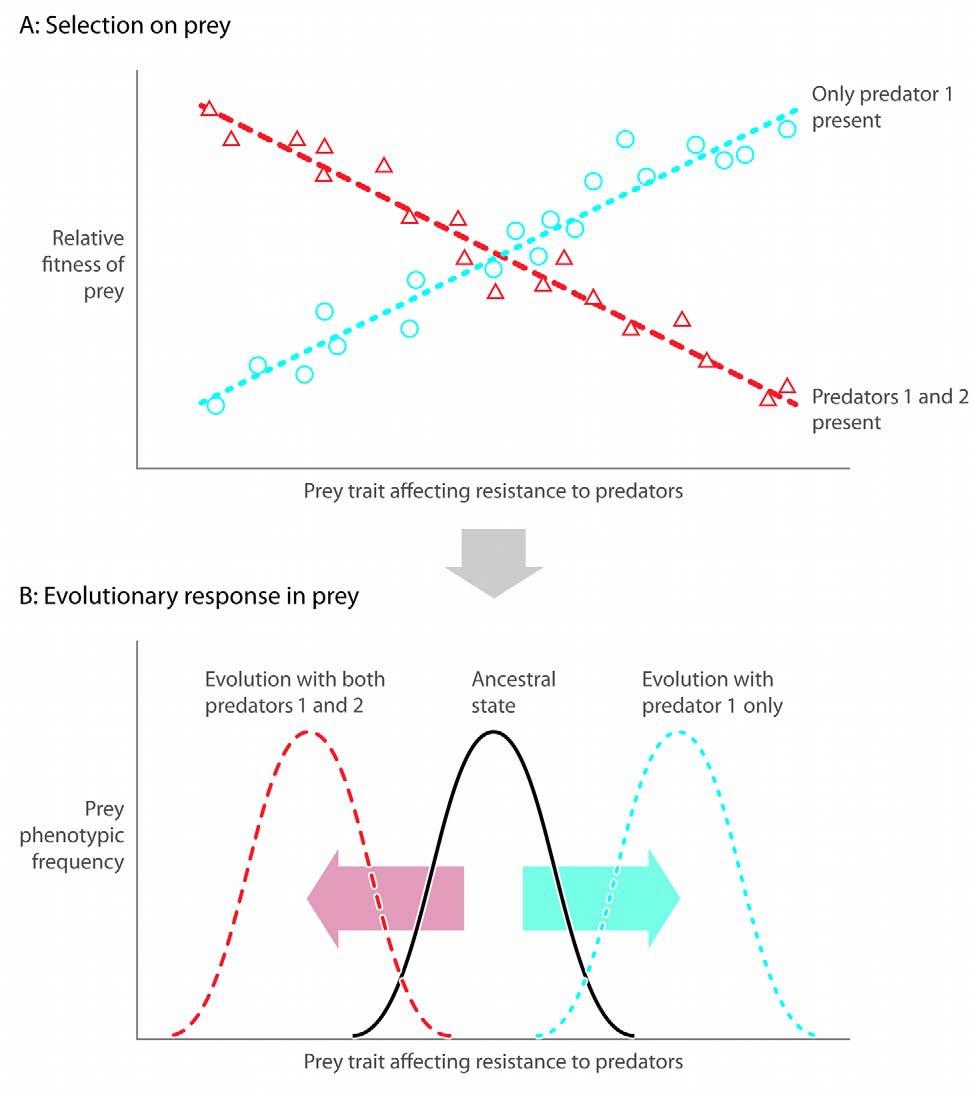 A: Selection on prey
Only predator 1
present
Relative
fitness of
prey
Predators 1 and 2
present
Prey trait affecting resistance to predators
B: Evolutionary response in prey
Evolution with both
predators 1 and 2
Ancestral
state
Evolution with
predator 1 only
Prey
phenotypic
frequency
Prey trait affecting resistance to predators